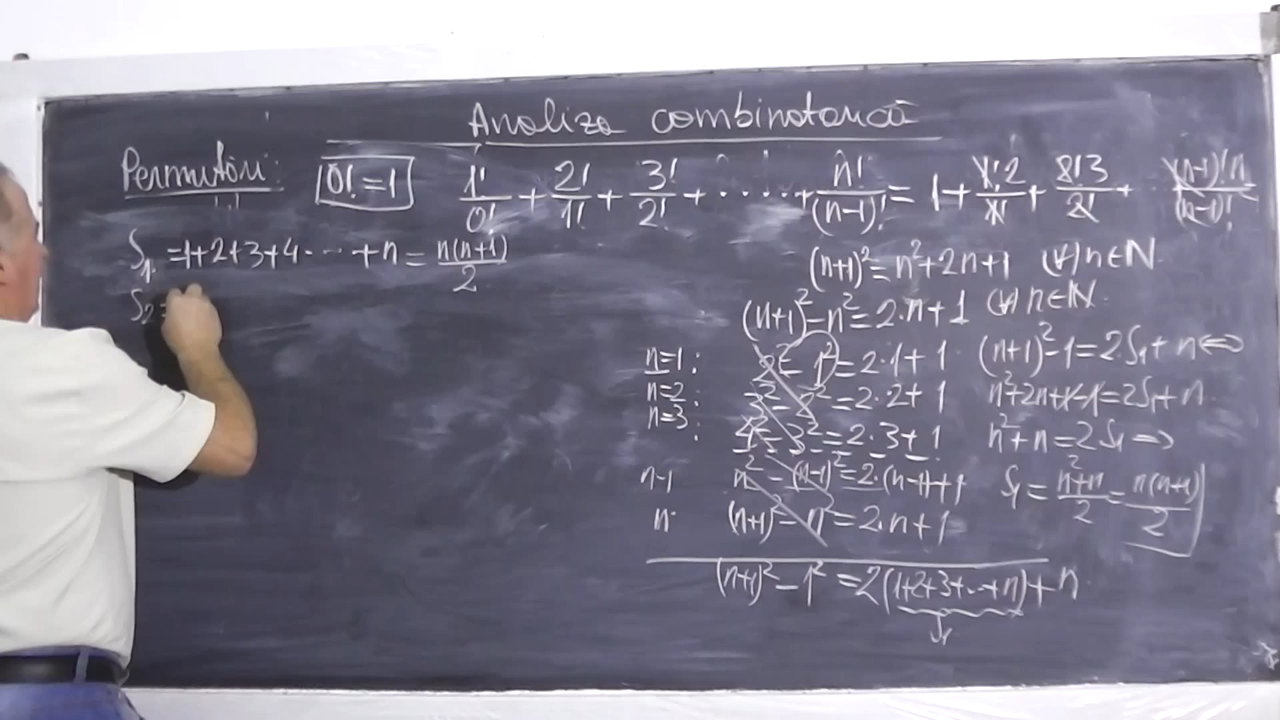 Analiza combinatorică
Permutări: 0! = 1 1!/0! + 2!/1! + 3!/2! + ..... + n!/(n-1)! = 1 + 1!·2/1! + 2!3/2! + (n-1)!n/(n-1)!
S₁ = 1+2+3+4 ... + n = n(n+1)/2
S₂ =
(n+1)² = n²+2n+1 (∀) n∈N
(n+1)² - n² = 2·n+1 (∀) n∈N
n=1: 2² - 1² = 2·1+1
n=2: 3² - 2² = 2·2+1
n=3: 4² - 3² = 2·3+1
n-1 n² - (n-1)² = 2·(n-1)+1
n (n+1)² - n² = 2·n+1
(n+1)² - 1² = 2(1+2+3+...+n)+n
S₁
(n+1)² - 1 = 2·S₁ + n ⇔
n²+2n+1-1 = 2S₁+n
n²+n = 2S₁ ⇒
S₁ = n²+n/2 = n(n+1)/2